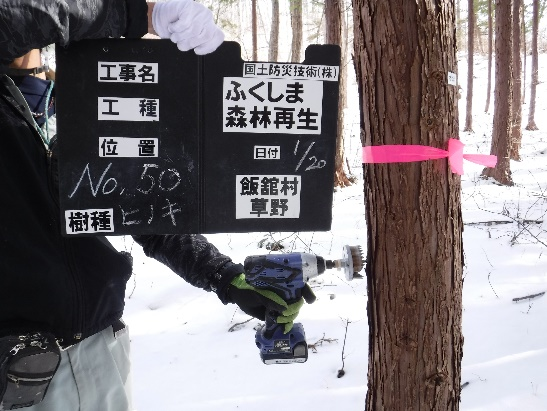 工事名
国土防災技術(株)
ふくしま
森林再生
工種
位置
日付 1/20
No. 50
飯舘村
草野
樹種 ヒノキ